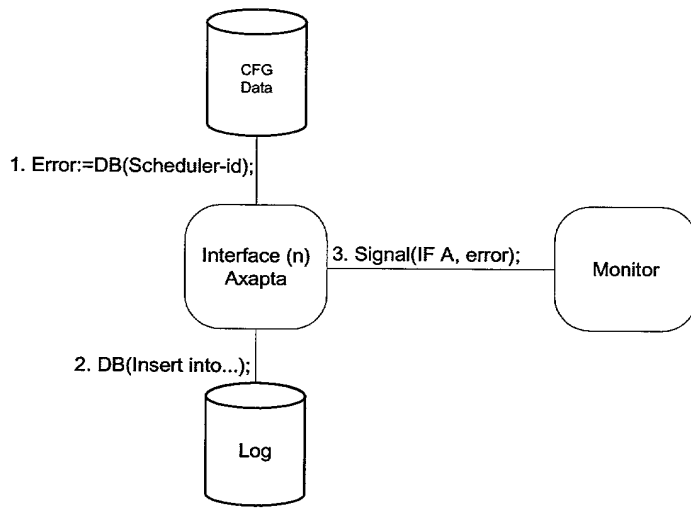 CFG
Data
1. Error:=DB(Scheduler-id);
Interface (n)
Axapta
3. Signal(IF A, error);
Monitor
2. DB(Insert into...);
Log